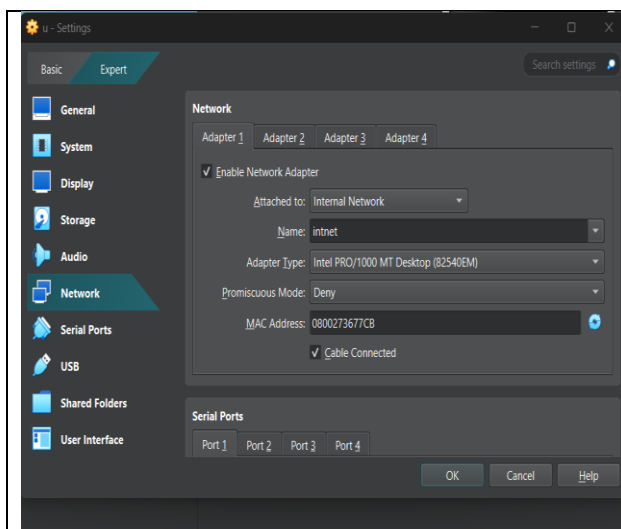 u - Settings
Basic Expert Search settings
General
System
Display
Storage
Audio
Network
Serial Ports
USB
Shared Folders
User Interface
Network
Adapter 1 Adapter 2 Adapter 3 Adapter 4
Enable Network Adapter
Attached to: Internal Network
Name: intnet
Adapter Type: Intel PRO/1000 MT Desktop (82540EM)
Promiscuous Mode: Deny
MAC Address: 0800273677CB
Cable Connected
Serial Ports
Port 1 Port 2 Port 3 Port 4
OK Cancel Help